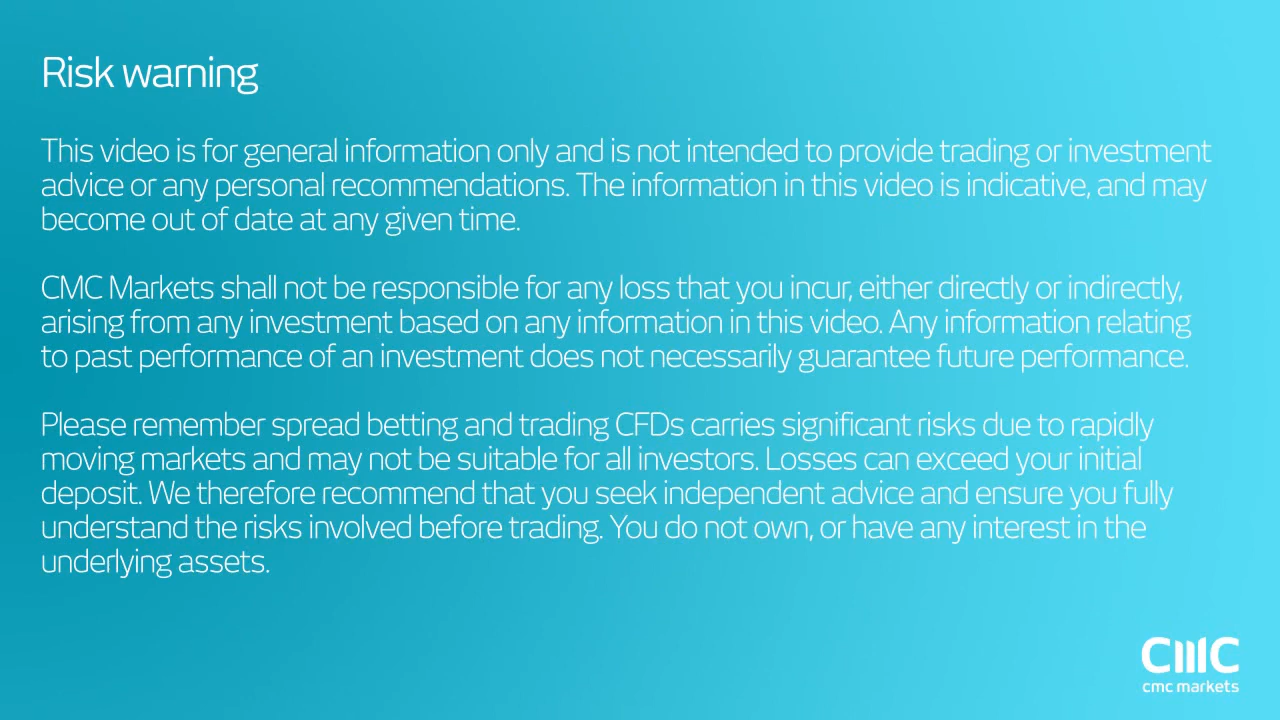 Risk warning
This video is for general information only and is not intended to provide trading or investment
advice or any personal recommendations. The information in this video is indicative, and may
become out of date at any given time.
CMC Markets shall not be responsible for any loss that you incur, either directly or indirectly,
arising from any investment based on any information in this video. Any information relating
to past performance of an investment does not necessarily guarantee future performance.
Please remember spread betting and trading CFDs carries significant risks due to rapidly
moving markets and may not be suitable for all investors. Losses can exceed your initial
deposit. We therefore recommend that you seek independent advice and ensure you fully
understand the risks involved before trading. You do not own, or have any interest in the
underlying assets.
CMC
cmc markets